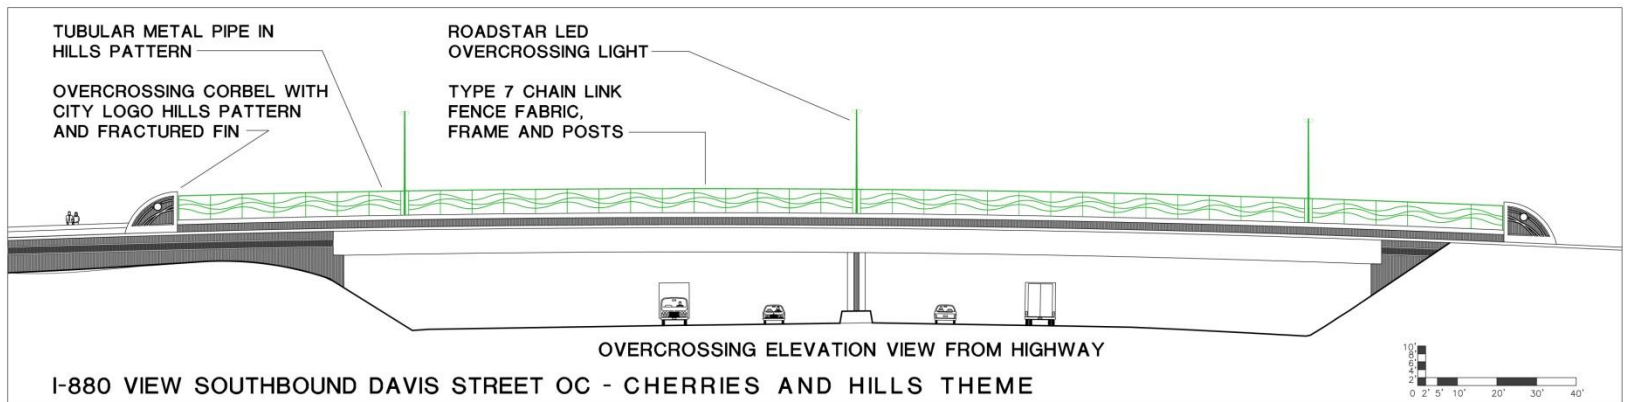 TUBULAR METAL PIPE IN
HILLS PATTERN
OVERCROSSING CORBEL WITH
CITY LOGO HILLS PATTERN
AND FRACTURED FIN
ROADSTAR LED
OVERCROSSING LIGHT
TYPE 7 CHAIN LINK
FENCE FABRIC,
FRAME AND POSTS
OVERCROSSING ELEVATION VIEW FROM HIGHWAY
I-880 VIEW SOUTHBOUND DAVIS STREET OC - CHERRIES AND HILLS THEME
10'
8'
6'
4'
2'
0 2' 5' 10' 20' 30' 40'